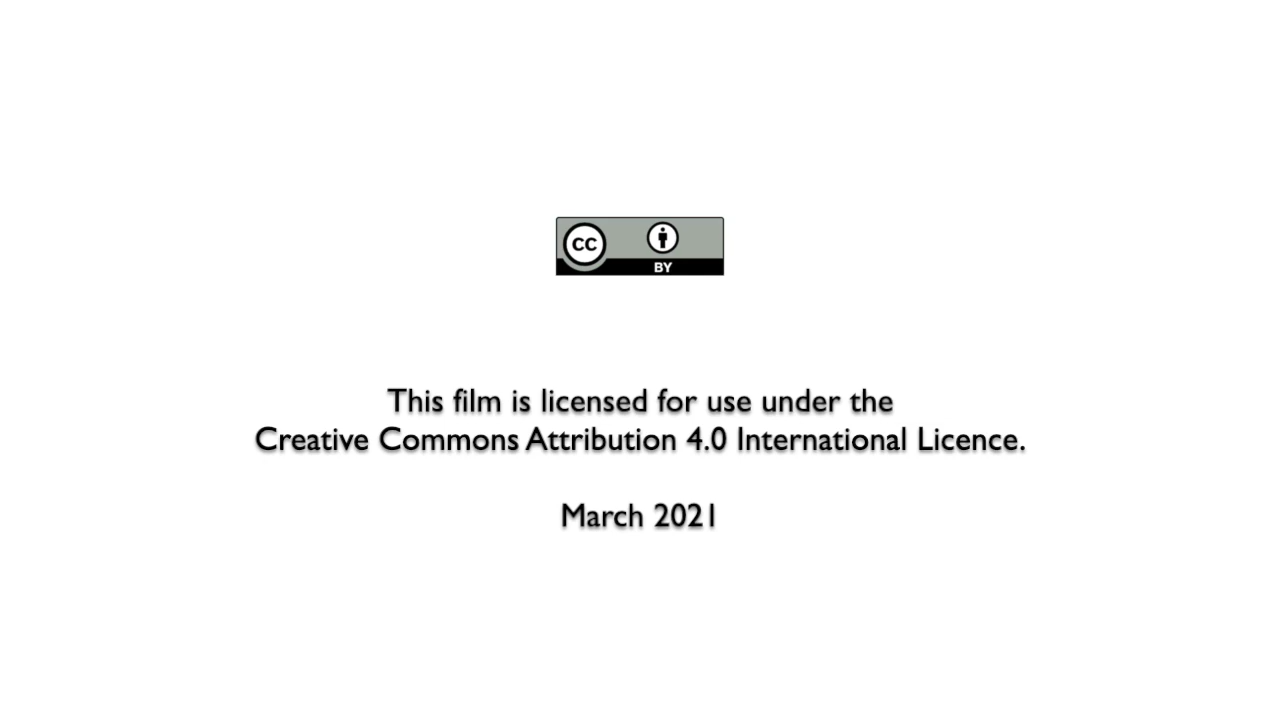 CC
BY
This film is licensed for use under the
Creative Commons Attribution 4.0 International Licence.
March 2021